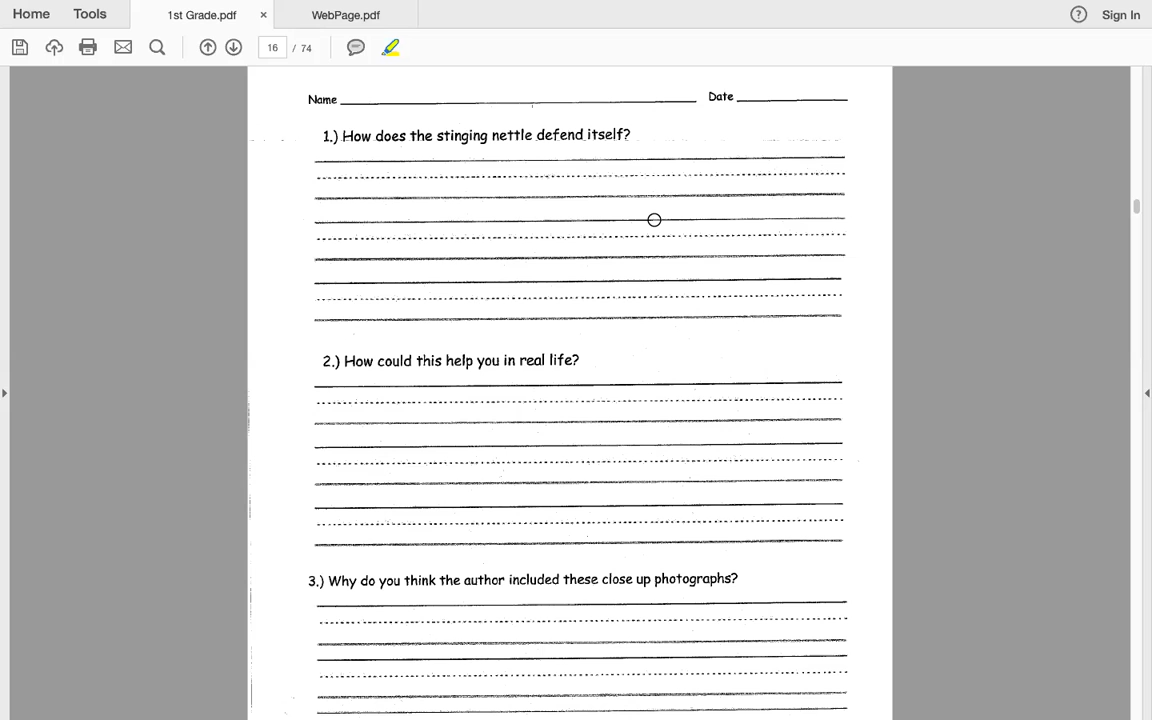 Home Tools 1st Grade.pdf × WebPage.pdf ? Sign In
16 / 74
Name Date
1.) How does the stinging nettle defend itself?
2.) How could this help you in real life?
3.) Why do you think the author included these close up photographs?